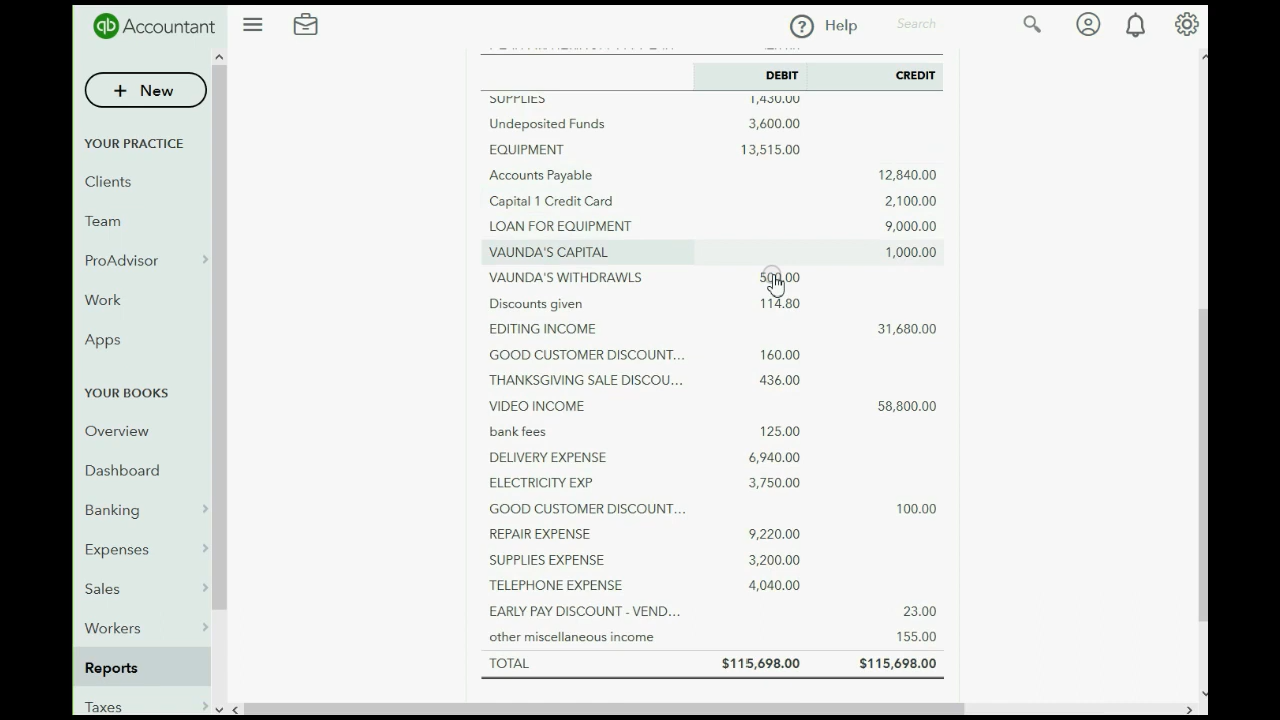 qb Accountant
Help
Search
+ New
YOUR PRACTICE
Clients
Team
ProAdvisor
Work
Apps
YOUR BOOKS
Overview
Dashboard
Banking
Expenses
Sales
Workers
Reports
Taxes
DEBIT CREDIT
SUPPLIES 1,430.00
Undeposited Funds 3,600.00
EQUIPMENT 13,515.00
Accounts Payable 12,840.00
Capital 1 Credit Card 2,100.00
LOAN FOR EQUIPMENT 9,000.00
VAUNDA'S CAPITAL 1,000.00
VAUNDA'S WITHDRAWLS 500.00
Discounts given 114.80
EDITING INCOME 31,680.00
GOOD CUSTOMER DISCOUNT... 160.00
THANKSGIVING SALE DISCOU... 436.00
VIDEO INCOME 58,800.00
bank fees 125.00
DELIVERY EXPENSE 6,940.00
ELECTRICITY EXP 3,750.00
GOOD CUSTOMER DISCOUNT... 100.00
REPAIR EXPENSE 9,220.00
SUPPLIES EXPENSE 3,200.00
TELEPHONE EXPENSE 4,040.00
EARLY PAY DISCOUNT - VEND... 23.00
other miscellaneous income 155.00
TOTAL $115,698.00 $115,698.00